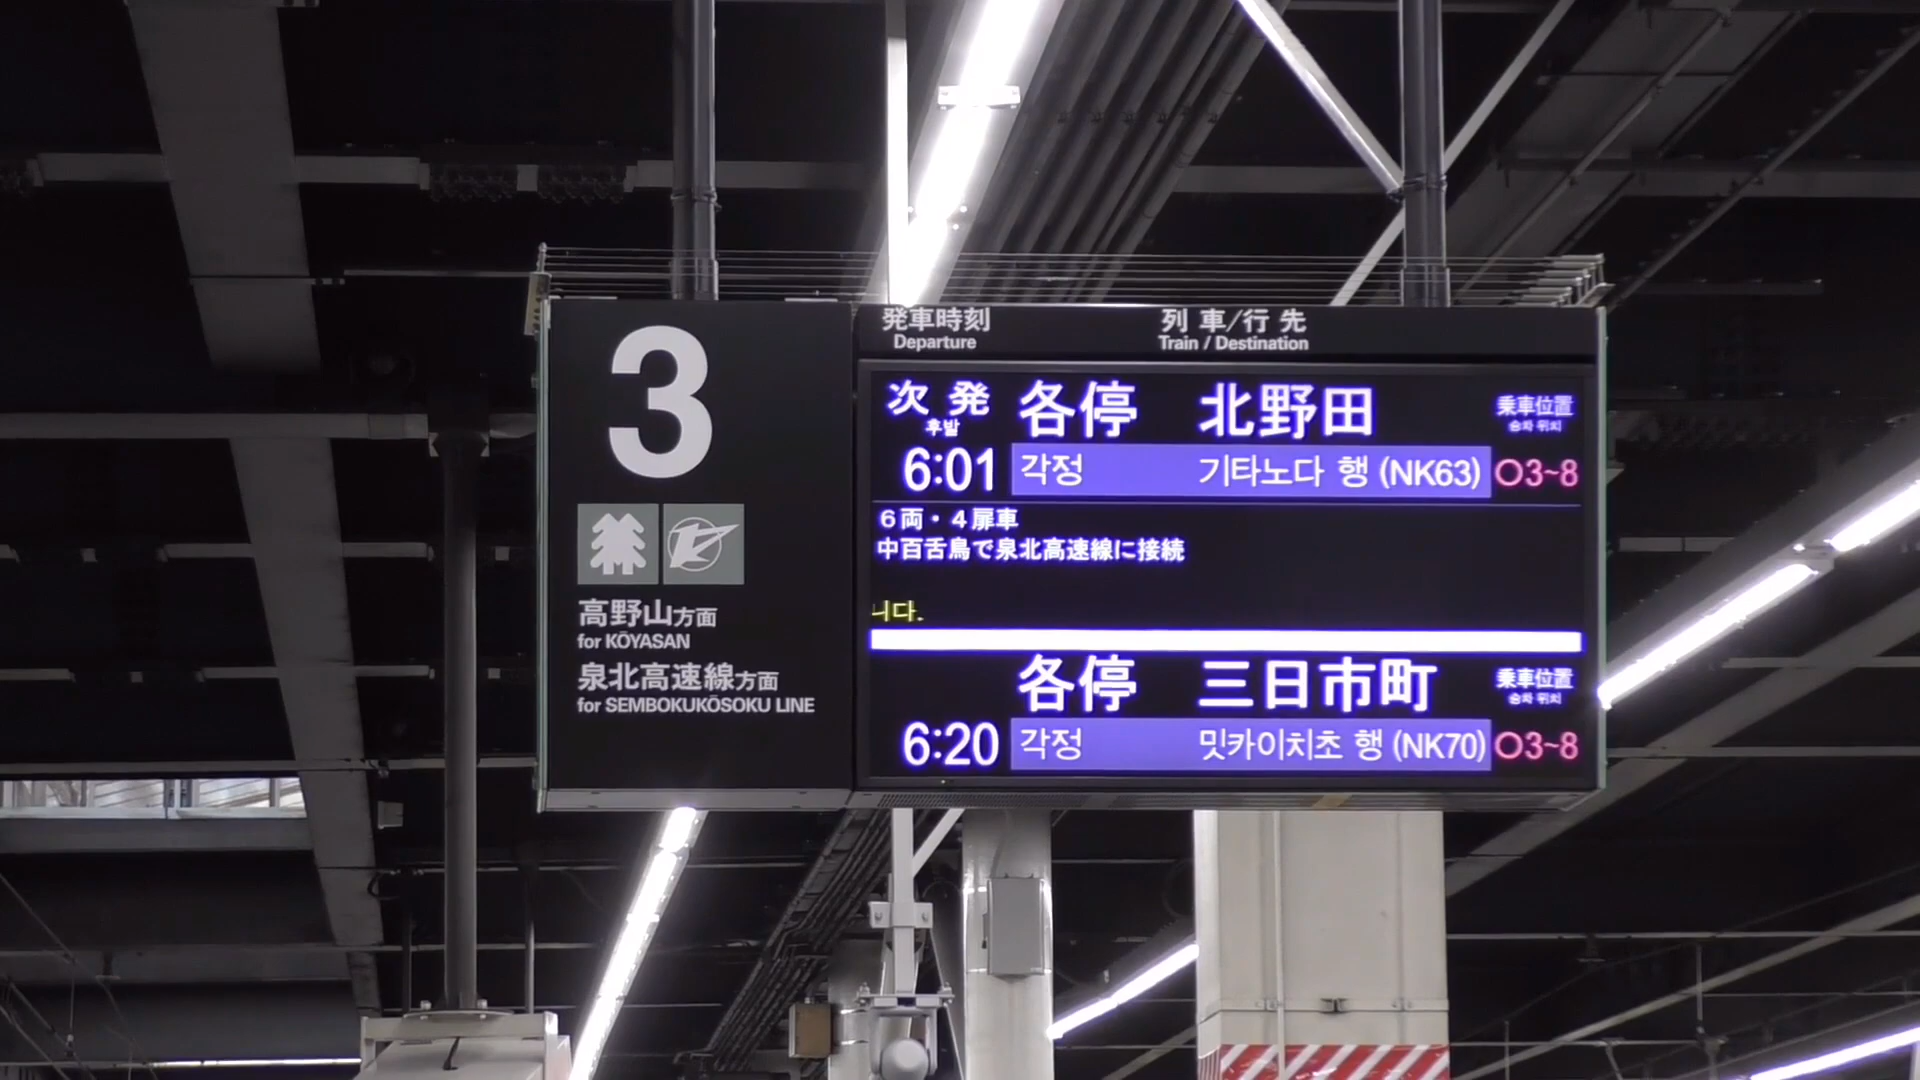 3
高野山方面
for KŌYASAN
泉北高速線方面
for SEMBOKUKŌSOKU LINE
発車時刻 列車/行先
Departure Train / Destination
次発 各停 北野田 乗車位置
후발 승차 위치
6:01 각정 기타노다 행 (NK63) ○3~8
6両・4扉車
中百舌鳥で泉北高速線に接続
니다.
各停 三日市町 乗車位置
승차 위치
6:20 각정 밋카이치초 행 (NK70) ○3~8